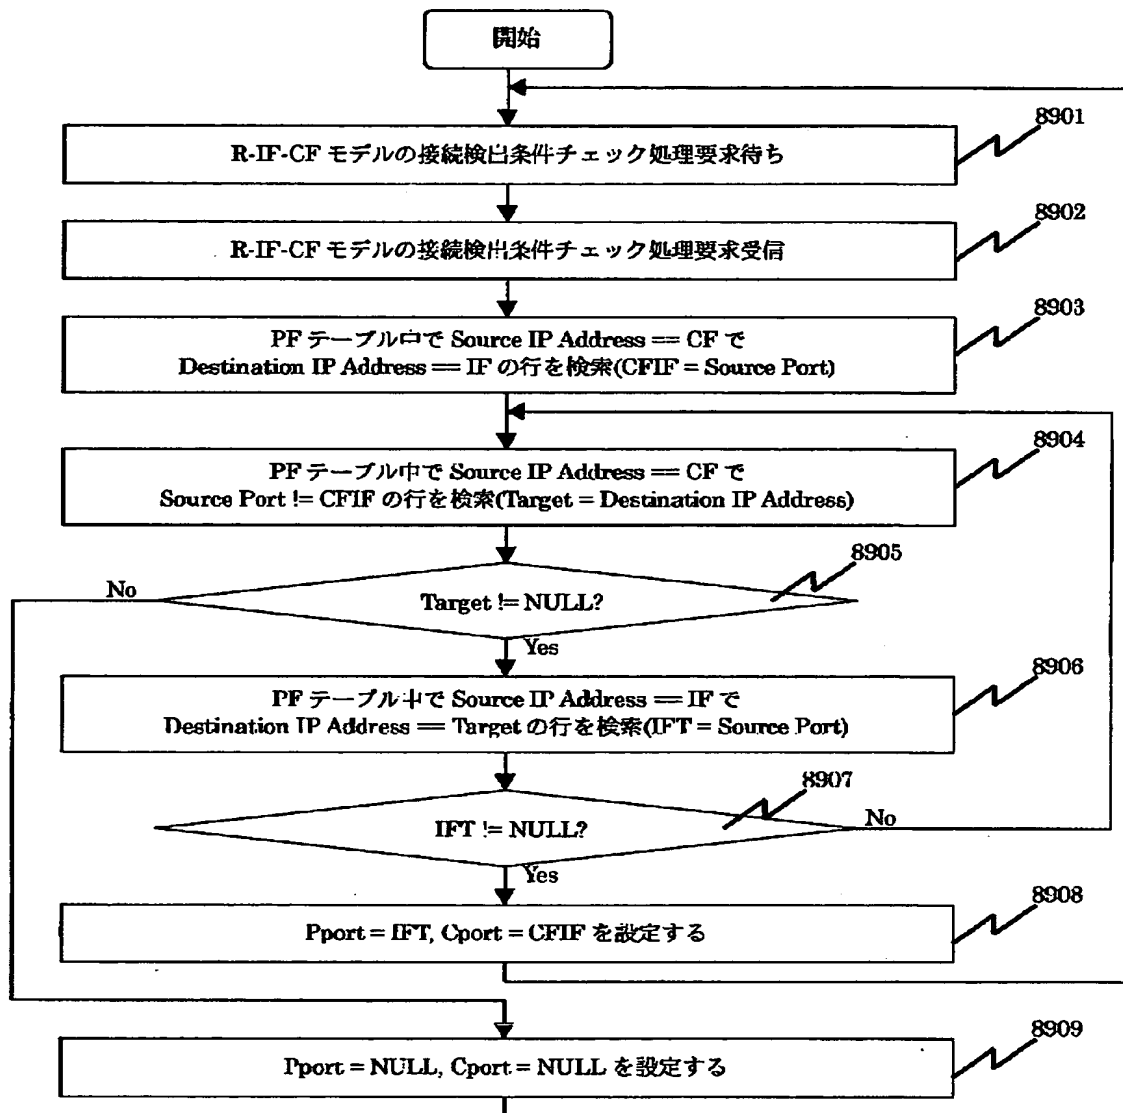 開始
8901
R-IF-CF モデルの接続検出条件チェック処理要求待ち
8902
R-IF-CF モデルの接続検出条件チェック処理要求受信
8903
PF テーブル中で Source IP Address == CF で
Destination IP Address == IF の行を検索(CFIF = Source Port)
8904
PF テーブル中で Source IP Address == CF で
Source Port != CFIF の行を検索(Target = Destination IP Address)
8905
No
Target != NULL?
Yes
8906
PF テーブル中で Source IP Address == IF で
Destination IP Address == Target の行を検索(IFT = Source Port)
8907
IFT != NULL?
No
Yes
8908
Pport = IFT, Cport = CFIF を設定する
8909
Pport = NULL, Cport = NULL を設定する